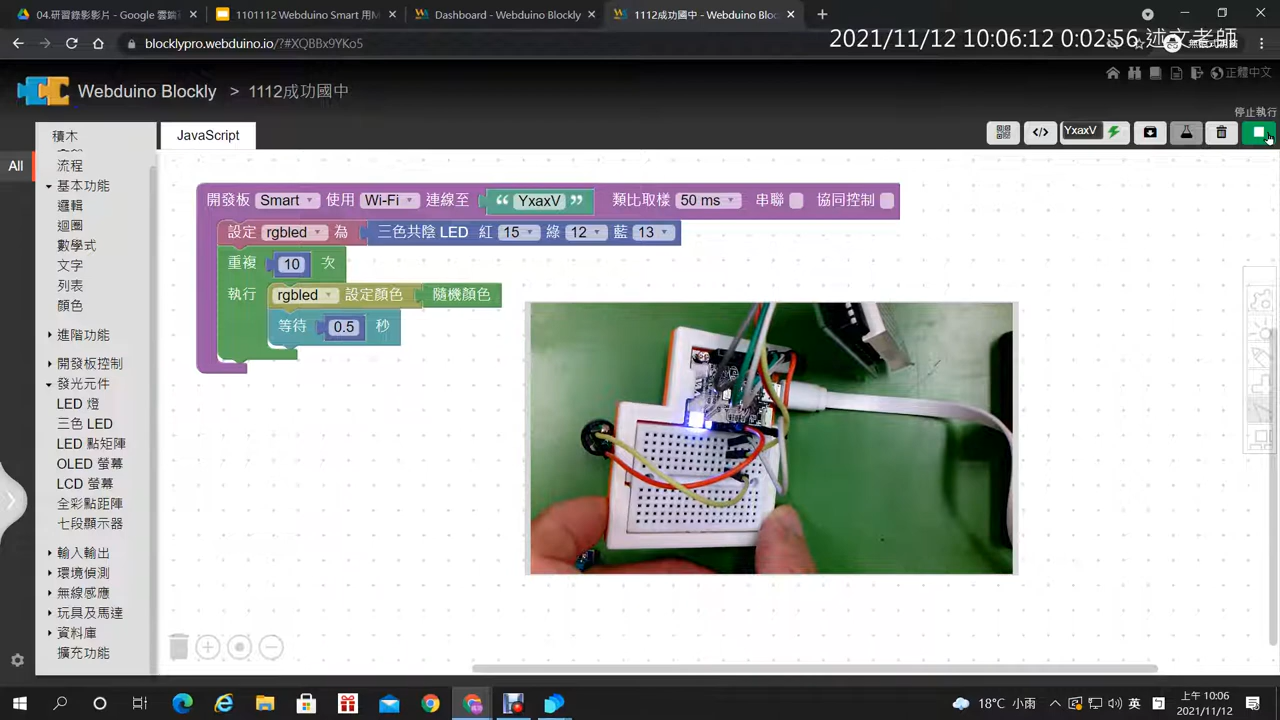 04.研習錄影影片 - Google 雲端
1101112 Webduino Smart 用M
Dashboard - Webduino Blockly
1112成功國中 - Webduino Bloc
blocklypro.webduino.io/?#XQBBx9YKo5
2021/11/12 10:06:12 0:02:56 述文老師
Webduino Blockly > 1112成功國中
正體中文
停止執行
積木
JavaScript
YxaxV
All
流程
基本功能
邏輯
迴圈
數學式
文字
列表
顏色
進階功能
開發板控制
發光元件
LED 燈
三色 LED
LED 點矩陣
OLED 螢幕
LCD 螢幕
全彩點距陣
七段顯示器
輸入輸出
環境偵測
無線感應
玩具及馬達
資料庫
擴充功能
開發板 Smart 使用 Wi-Fi 連線至 “ YxaxV ” 類比取樣 50 ms 串聯 協同控制
設定 rgbled 為 三色共陰 LED 紅 15 綠 12 藍 13
重複 10 次
執行 rgbled 設定顏色 隨機顏色
等待 0.5 秒
18°C 小雨
英
上午 10:06
2021/11/12